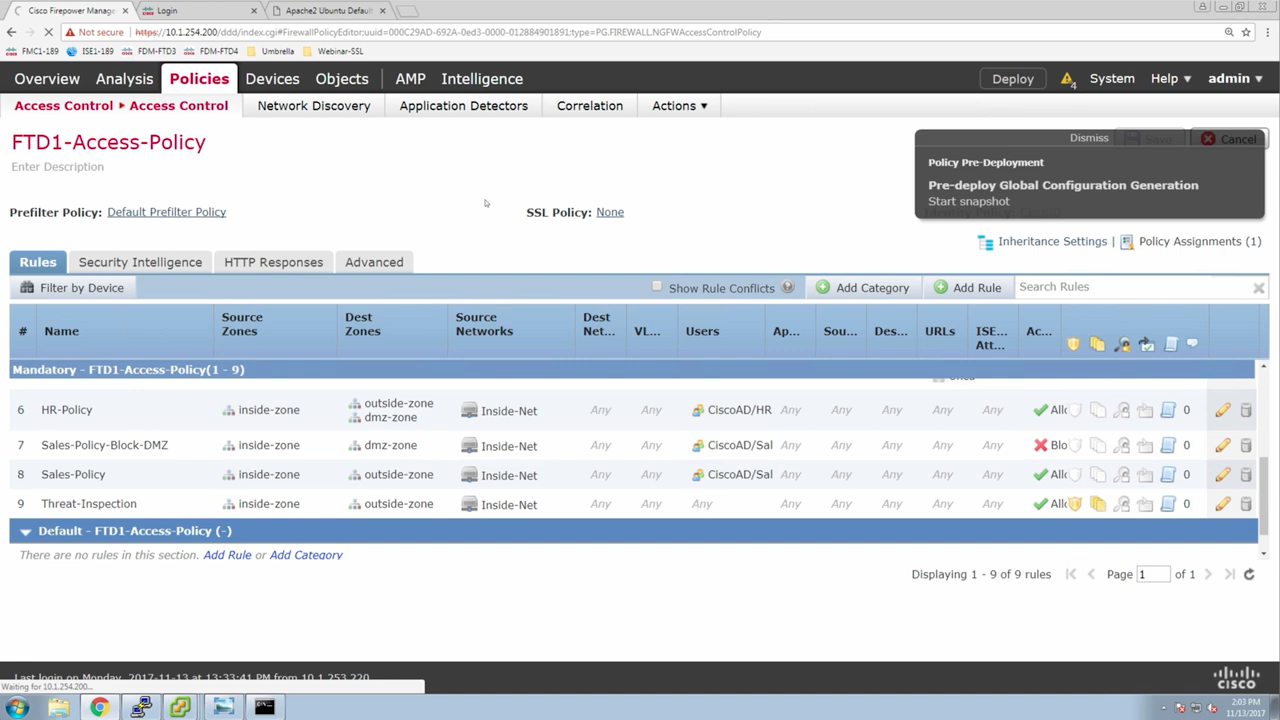 Cisco Firepower Manage
Login
Apache2 Ubuntu Defaul
Not secure
https://10.1.254.200/ddd/index.cgi#FirewallPolicyEditor:uuid=000C29AD-692A-0ed3-0000-012884901891;type=PG.FIREWALL.NGFWAccessControlPolicy
FMC1-189
ISE1-189
FDM-FTD3
FDM-FTD4
Umbrella
Webinar-SSL
Overview
Analysis
Policies
Devices
Objects
AMP
Intelligence
Deploy
4
System
Help
admin
Access Control
Access Control
Network Discovery
Application Detectors
Correlation
Actions
FTD1-Access-Policy
Enter Description
Save
Cancel
Dismiss
Policy Pre-Deployment
Pre-deploy Global Configuration Generation
Start snapshot
Prefilter Policy: Default Prefilter Policy
SSL Policy: None
Inheritance Settings | Policy Assignments (1)
Rules
Security Intelligence
HTTP Responses
Advanced
Filter by Device
Show Rule Conflicts
Add Category
Add Rule
Search Rules
# Name Source Zones Dest Zones Source Networks Dest Net... VL... Users Ap... Sou... Des... URLs ISE... Att... Ac...
Mandatory - FTD1-Access-Policy(1 - 9)
6 HR-Policy inside-zone outside-zone dmz-zone Inside-Net Any Any CiscoAD/HR Any Any Any Any Any Allo 0
7 Sales-Policy-Block-DMZ inside-zone dmz-zone Inside-Net Any Any CiscoAD/Sal Any Any Any Any Any Blo 0
8 Sales-Policy inside-zone outside-zone Inside-Net Any Any CiscoAD/Sal Any Any Any Any Any Allo 0
9 Threat-Inspection inside-zone outside-zone Inside-Net Any Any Any Any Any Any Any Any Allo 0
Default - FTD1-Access-Policy (-)
There are no rules in this section. Add Rule or Add Category
Displaying 1 - 9 of 9 rules
Page 1 of 1
Last login on Monday, 2017-11-13 at 13:33:41 PM from 10.1.253.220
Waiting for 10.1.254.200...
CISCO
2:03 PM
11/13/2017